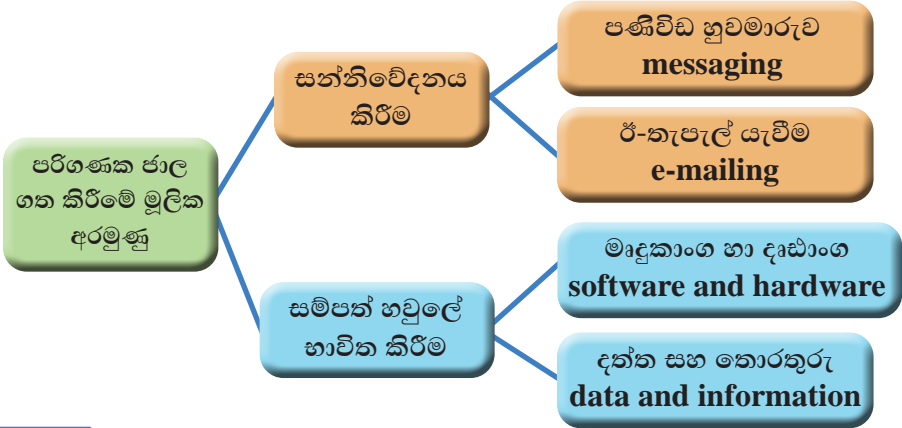 පරිගණක ජාල
ගත කිරීමේ මූලික
අරමුණු
සන්නිවේදනය
කිරීම
පණිවිඩ හුවමාරුව
messaging
ඊ-තැපැල් යැවීම
e-mailing
සම්පත් හවුලේ
භාවිත කිරීම
මෘදුකාංග හා දෘඪාංග
software and hardware
දත්ත සහ තොරතුරු
data and information